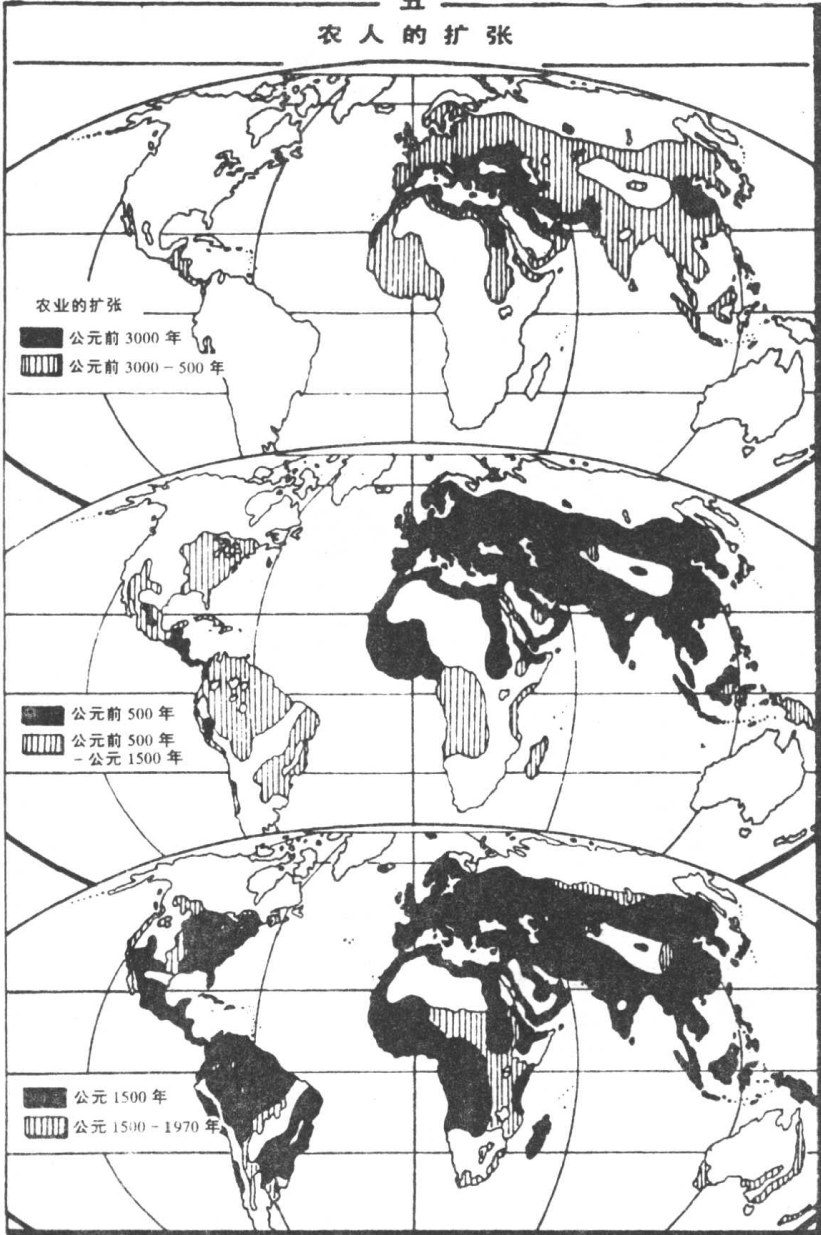 五
农人的扩张
农业的扩张
公元前 3000 年
公元前 3000 - 500 年
公元前 500 年
公元前 500 年
- 公元 1500 年
公元 1500 年
公元 1500 - 1970 年